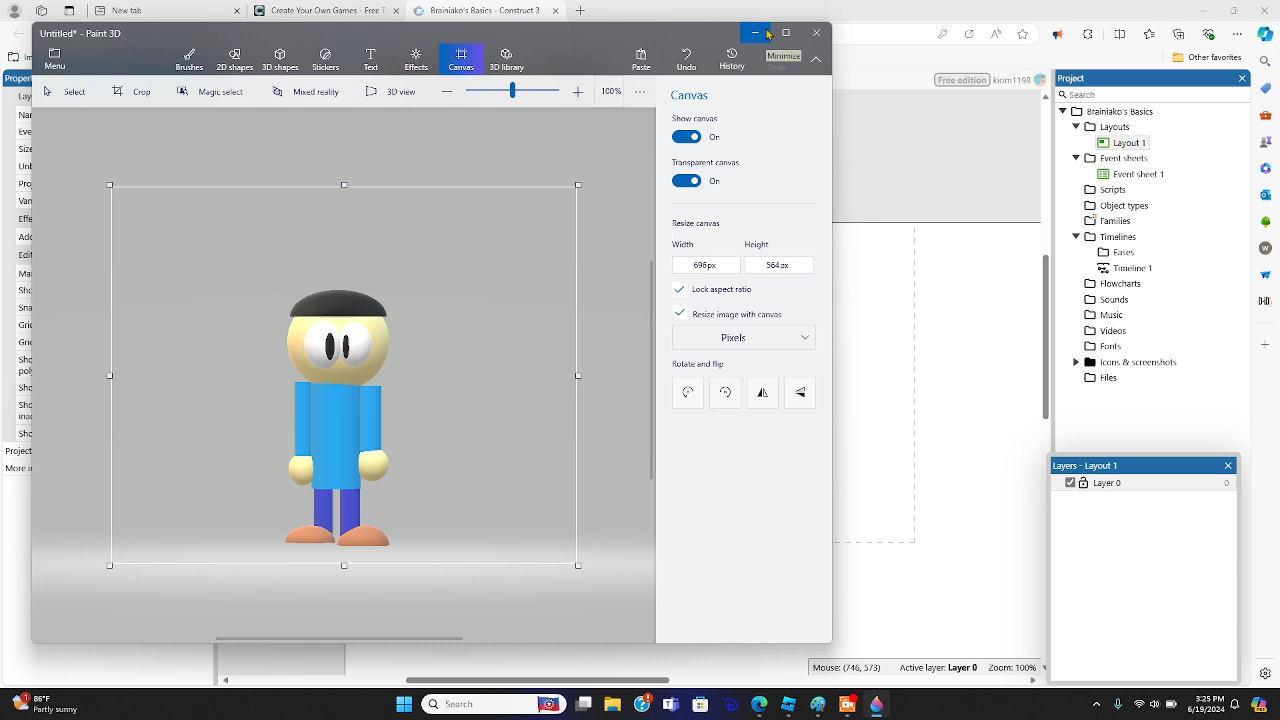 New tab
Create Your Own Games - Free T
Brainiako's Basics - Construct 3
Untitled* - Paint 3D
Minimize
Menu
Brushes
2D shapes
3D shapes
Stickers
Text
Effects
Canvas
3D library
Paste
Undo
History
Redo
Other favorites
Select
Crop
Magic select
Mixed reality
3D view
100%
Canvas
Show canvas
On
Transparent canvas
On
Resize canvas
Width
Height
696px
564px
Lock aspect ratio
Resize image with canvas
Pixels
Rotate and flip
Free edition
kiom1198
Project
Search
Brainiako's Basics
Layouts
Layout 1
Event sheets
Event sheet 1
Scripts
Object types
Families
Timelines
Eases
Timeline 1
Flowcharts
Sounds
Music
Videos
Fonts
Icons & screenshots
Files
Layers - Layout 1
Layer 0
0
Mouse: (746, 573)
Active layer: Layer 0
Zoom: 100%
86°F
Partly sunny
Search
3:25 PM
6/19/2024